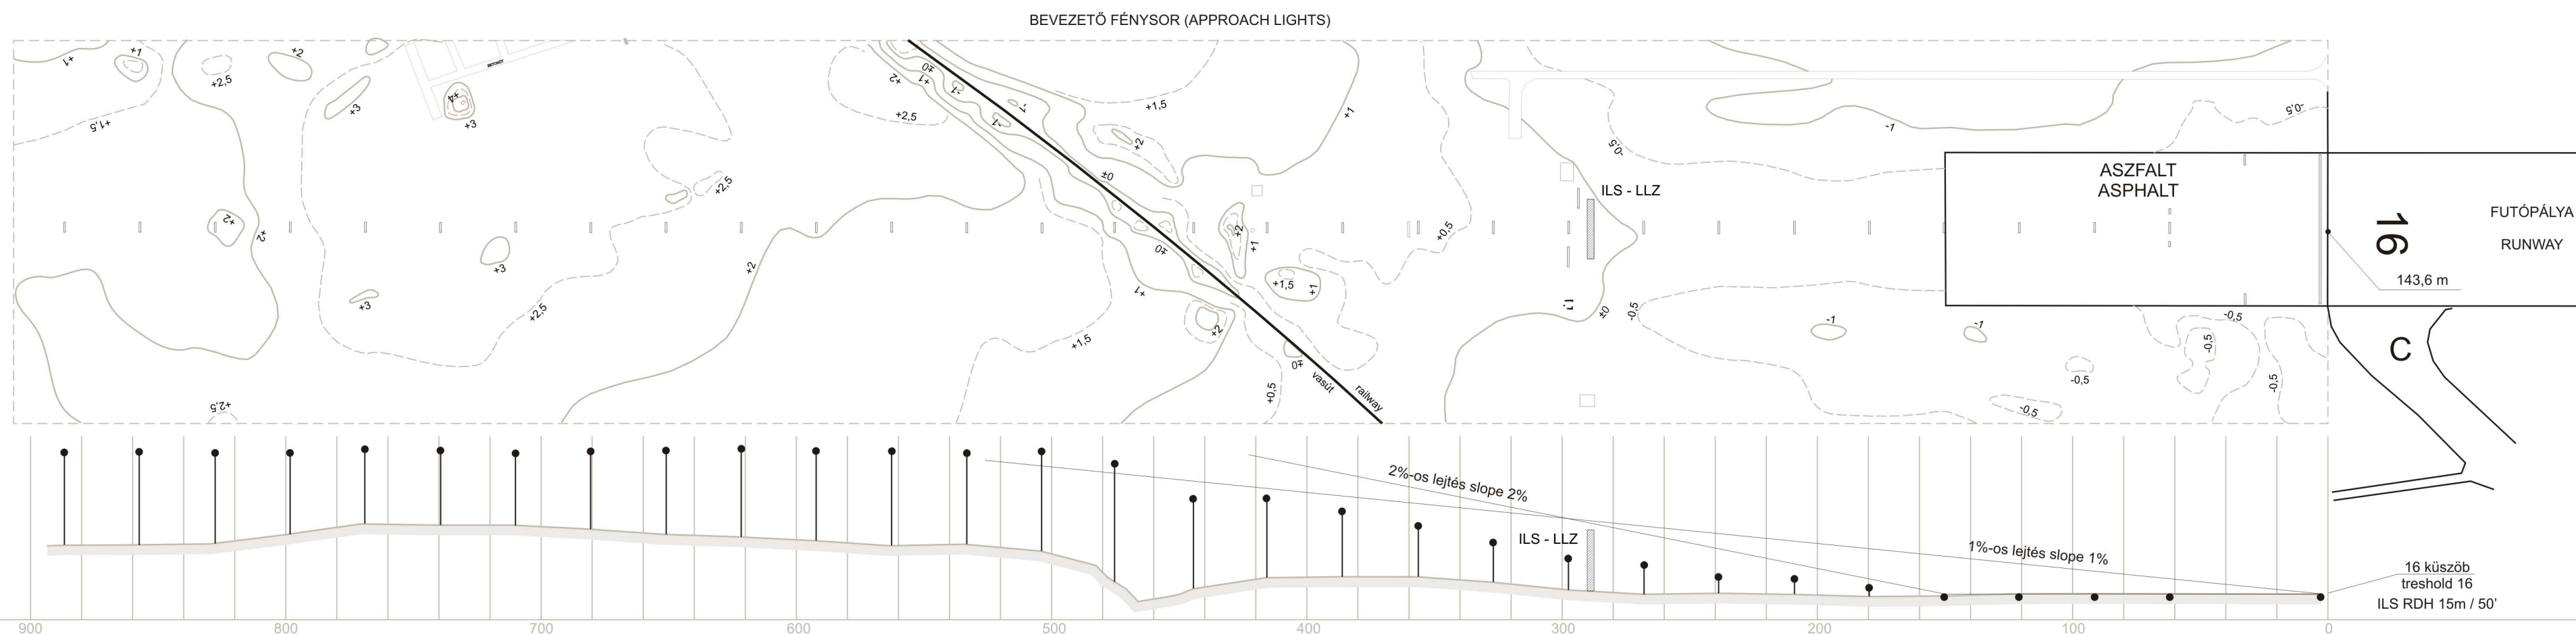 BEVEZETŐ FÉNYSOR (APPROACH LIGHTS)
+1
+1
+2,5
+2
+1,5
+3
+4
+3
BETONÚT
+2
+2
+2,5
+3
+3
+2,5
+2
+2,5
+2
+1
±0
-1
-1
-1
+2,5
+1,5
+2
±0
±0
+1
+2
+1
+1,5
+1
+2
+1,5
±0
+0,5
vasút
railway
+1
+0,5
-0,5
-1
-0,5
ILS - LLZ
1,1
±0
-0,5
-1
-1
-0,5
-0,5
-0,5
-0,5
-0,5
ASZFALT
ASPHALT
16
FUTÓPÁLYA
RUNWAY
143,6 m
C
2%-os lejtés slope 2%
ILS - LLZ
1%-os lejtés slope 1%
16 küszöb
treshold 16
ILS RDH 15m / 50'
900 800 700 600 500 400 300 200 100 0